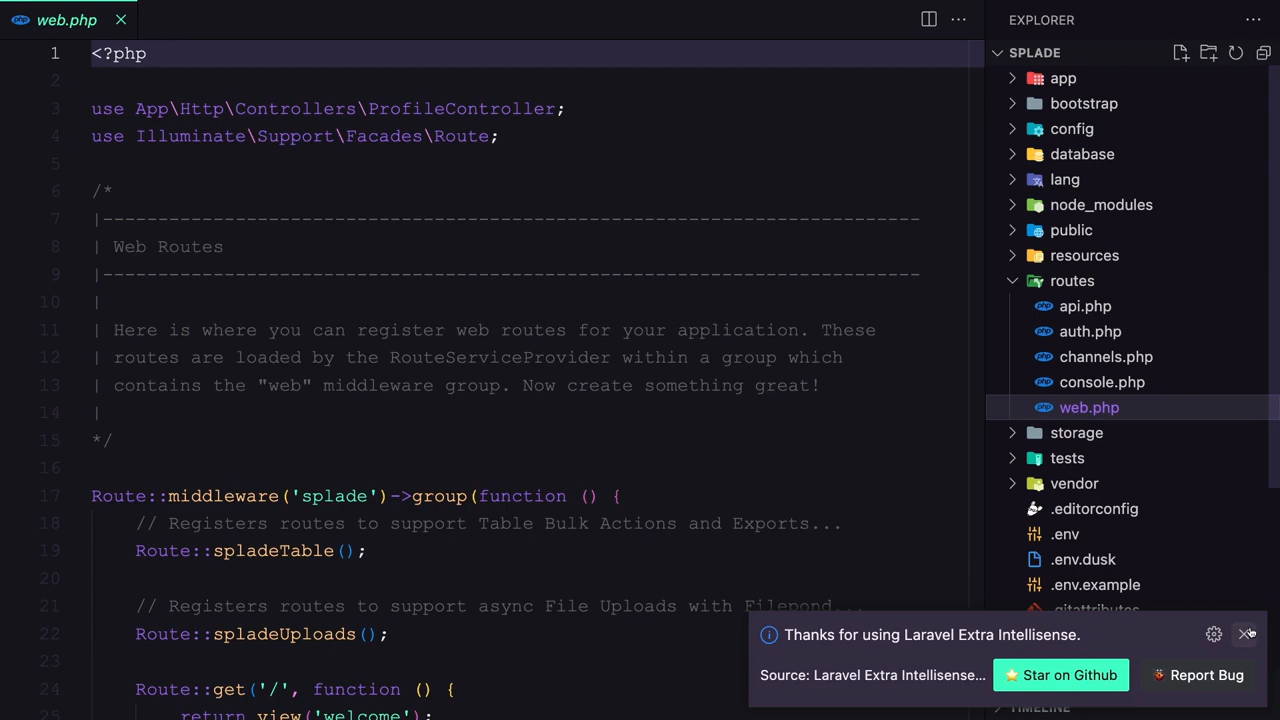 web.php
1 <?php
2
3 use App\Http\Controllers\ProfileController;
4 use Illuminate\Support\Facades\Route;
5
6 /*
7 |--------------------------------------------------------------------------
8 | Web Routes
9 |--------------------------------------------------------------------------
10 |
11 | Here is where you can register web routes for your application. These
12 | routes are loaded by the RouteServiceProvider within a group which
13 | contains the "web" middleware group. Now create something great!
14 |
15 */
16
17 Route::middleware('splade')->group(function () {
18 // Registers routes to support Table Bulk Actions and Exports...
19 Route::spladeTable();
20
21 // Registers routes to support async File Uploads with Filepond...
22 Route::spladeUploads();
23
24 Route::get('/', function () {
25 return view('welcome');
EXPLORER
SPLADE
app
bootstrap
config
database
lang
node_modules
public
resources
routes
api.php
auth.php
channels.php
console.php
web.php
storage
tests
vendor
.editorconfig
.env
.env.dusk
.env.example
.gitattributes
Thanks for using Laravel Extra Intellisense.
Source: Laravel Extra Intellisense...
Star on Github
Report Bug
TIMELINE